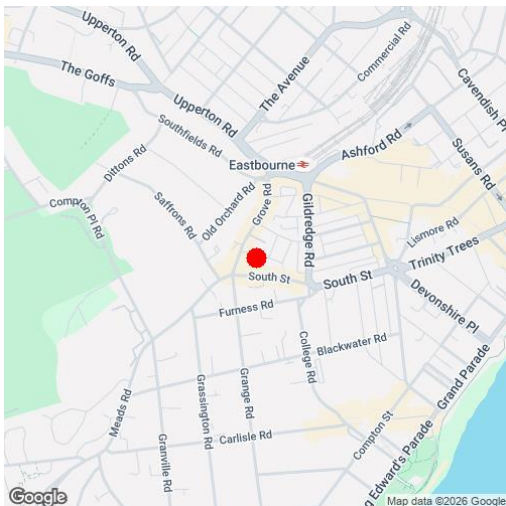 Upperton Rd
Commercial Rd
The Goffs
The Avenue
Cavendish Pl
Upperton Rd
Southfields Rd
Ashford Rd
Susans Rd
Dittons Rd
Eastbourne
Old Orchard Rd
Grove Rd
Gildredge Rd
Compton Pl Rd
Saffrons Rd
Lismore Rd
Trinity Trees
South St
South St
Devonshire Pl
Furness Rd
College Rd
Blackwater Rd
Grand Parade
Meads Rd
Grassington Rd
Grange Rd
Compton St
Carlisle Rd
Granville Rd
g Edward's Parade
Google
Map data ©2026 Google